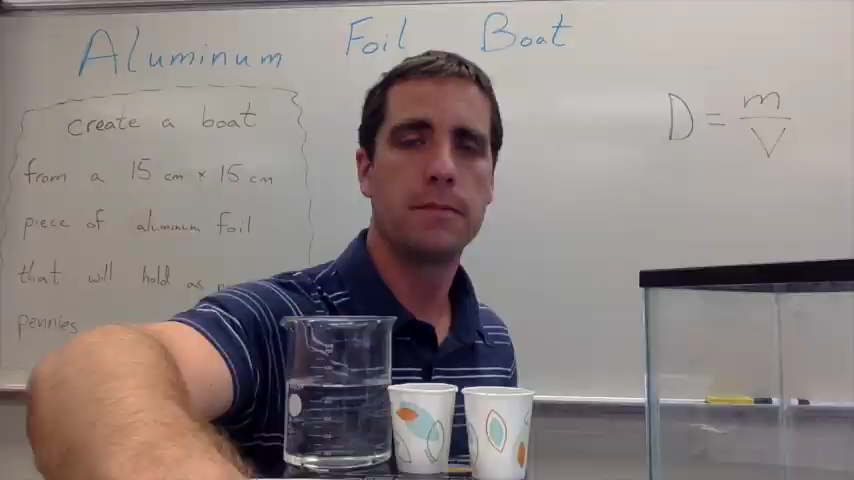 Aluminum Foil Boat
create a boat
from a 15 cm × 15 cm
piece of aluminum foil
that will hold as
pennies
D = m/V